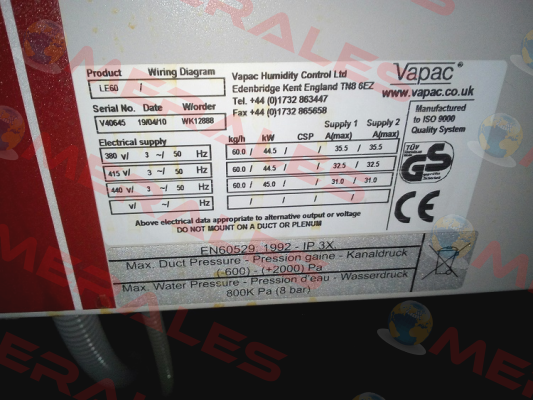 Product Wiring Diagram
LE60 /
Vapac Humidity Control Ltd
Edenbridge Kent England TN8 6EZ
Tel. +44 (0)1732 863447
Fax +44 (0)1732 865658
Vapac®
www.vapac.co.uk
Serial No. Date W/order
V40645 19/04/10 WK12888
Manufactured
to ISO 9000
Quality System
Electrical supply
kg/h kW CSP Supply 1 A(max) Supply 2 A(max)
380 v/ 3 ~/ 50 Hz 60.0 / 44.5 / / 35.5 / 35.5
415 v/ 3 ~/ 50 Hz 60.0 / 44.5 / / 32.5 / 32.5
440 v/ 3 ~/ 50 Hz 60.0 / 45.0 / / 31.0 / 31.0
v/ ~/ Hz / / / /
TÜV
GS
CE
Above electrical data appropriate to alternative output or voltage
DO NOT MOUNT ON A DUCT OR PLENUM
EN60529, 1992 - IP 3X
Max. Duct Pressure - Pression gaine - Kanaldruck
(-600) - (+2000) Pa
Max. Water Pressure - Pression d'eau - Wasserdruck
800K Pa (8 bar)
MERALES